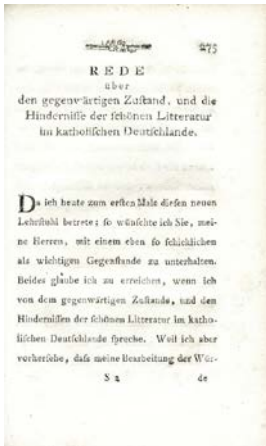 275
REDE
über
den gegenwärtigen Zuſtand, und die
Hinderniſſe der ſchönen Litteratur
im katholiſchen Deutſchlande.
Da ich heute zum erſten Male dieſen neuen
Lehrſtuhl betrete; ſo wünſchte ich Sie, mei-
ne Herren, mit einem eben ſo ſchicklichen
als wichtigen Gegenſtande zu unterhalten.
Beides glaube ich zu erreichen, wenn ich
von dem gegenwärtigen Zuſtande, und den
Hinderniſſen der ſchönen Literatur im katho-
liſchen Deutſchlande ſpreche. Weil ich aber
vorherſehe, daſs meine Bearbeitung der Wür-
S 2 de